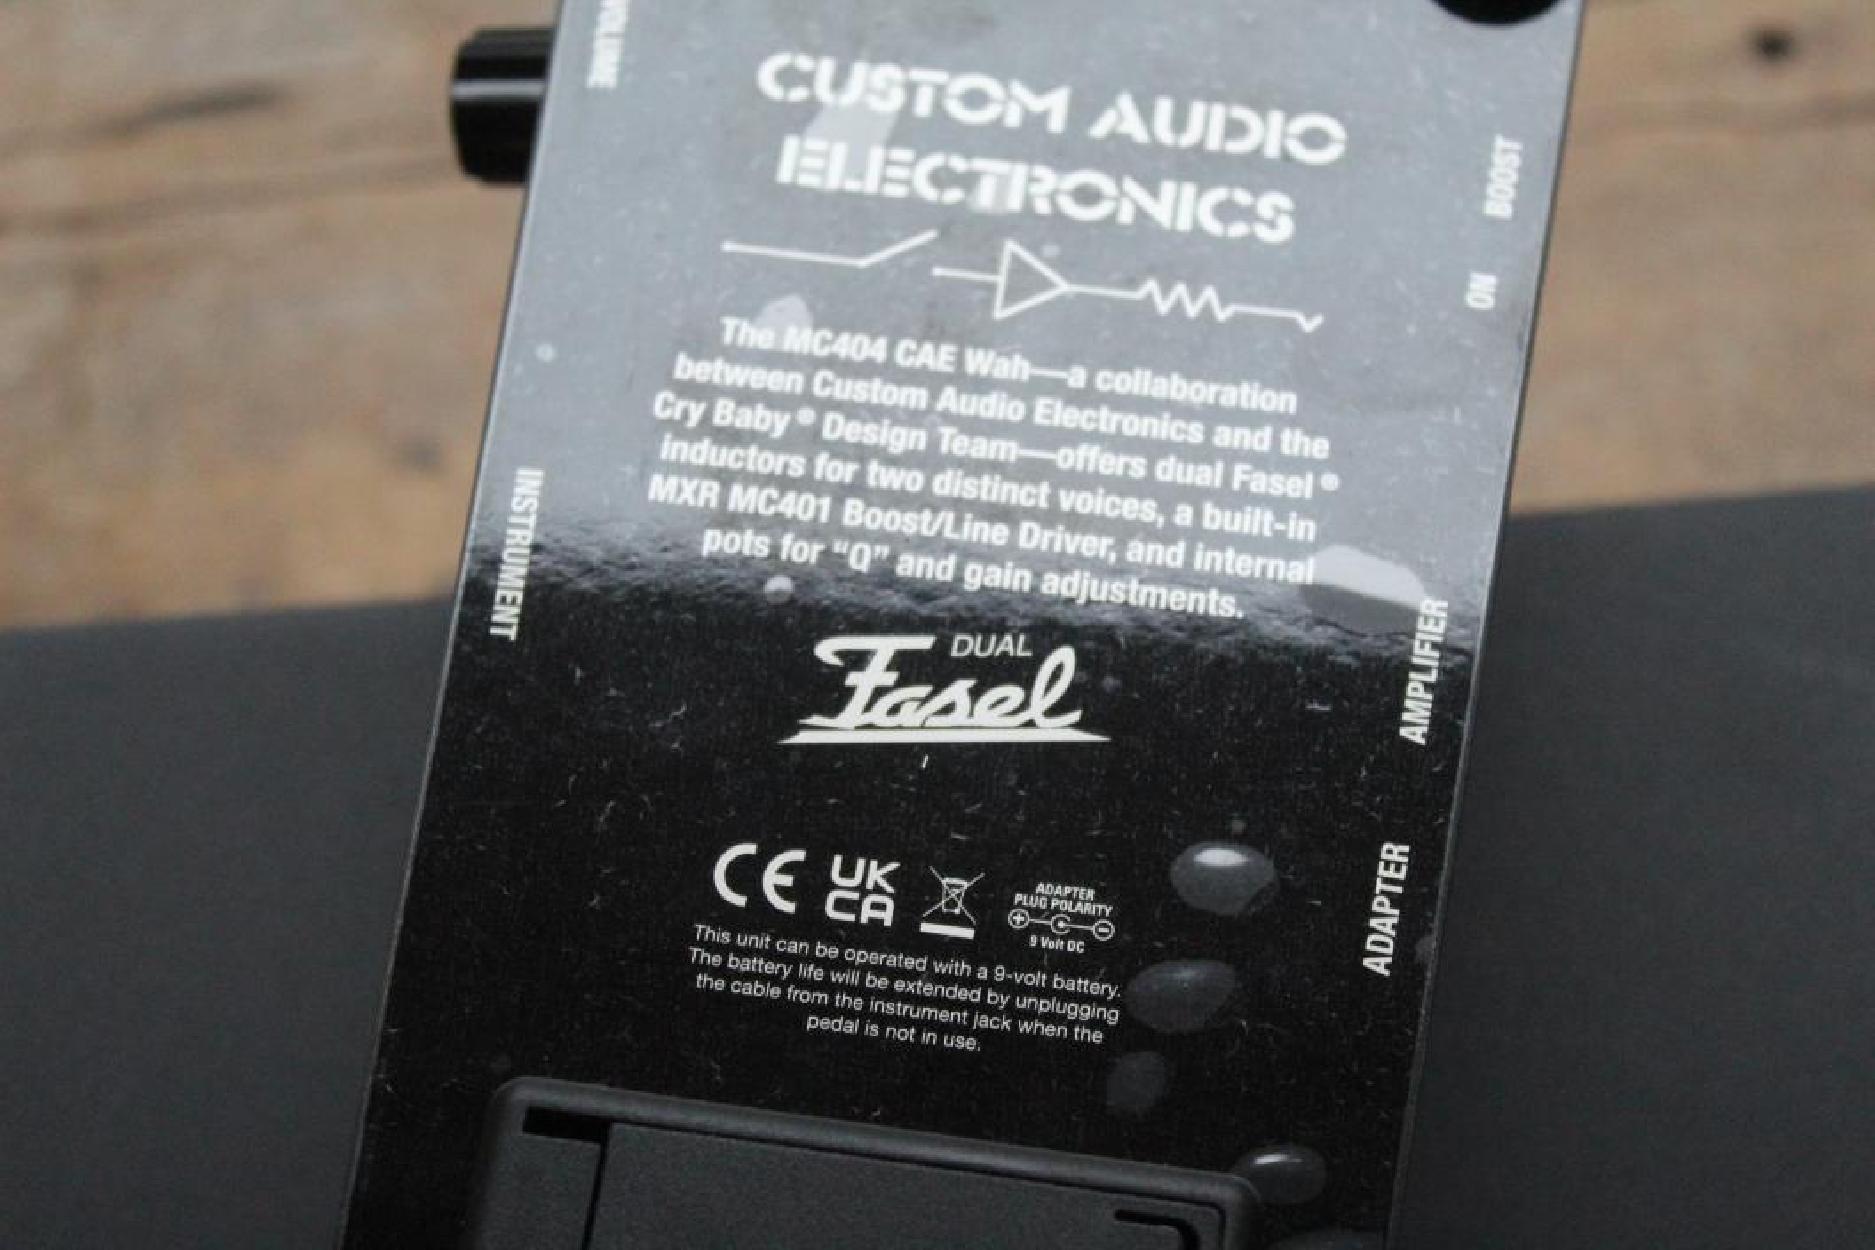 VOLUME
CUSTOM AUDIO
ELECTRONICS
BOOST
ON
The MC404 CAE Wah—a collaboration
between Custom Audio Electronics and the
Cry Baby® Design Team—offers dual Fasel®
inductors for two distinct voices, a built-in
MXR MC401 Boost/Line Driver, and internal
pots for “Q” and gain adjustments.
INSTRUMENT
AMPLIFIER
DUAL
Fasel
ADAPTER
CE
UK
CA
ADAPTER
PLUG POLARITY
9 Volt DC
This unit can be operated with a 9-volt battery.
The battery life will be extended by unplugging
the cable from the instrument jack when the
pedal is not in use.